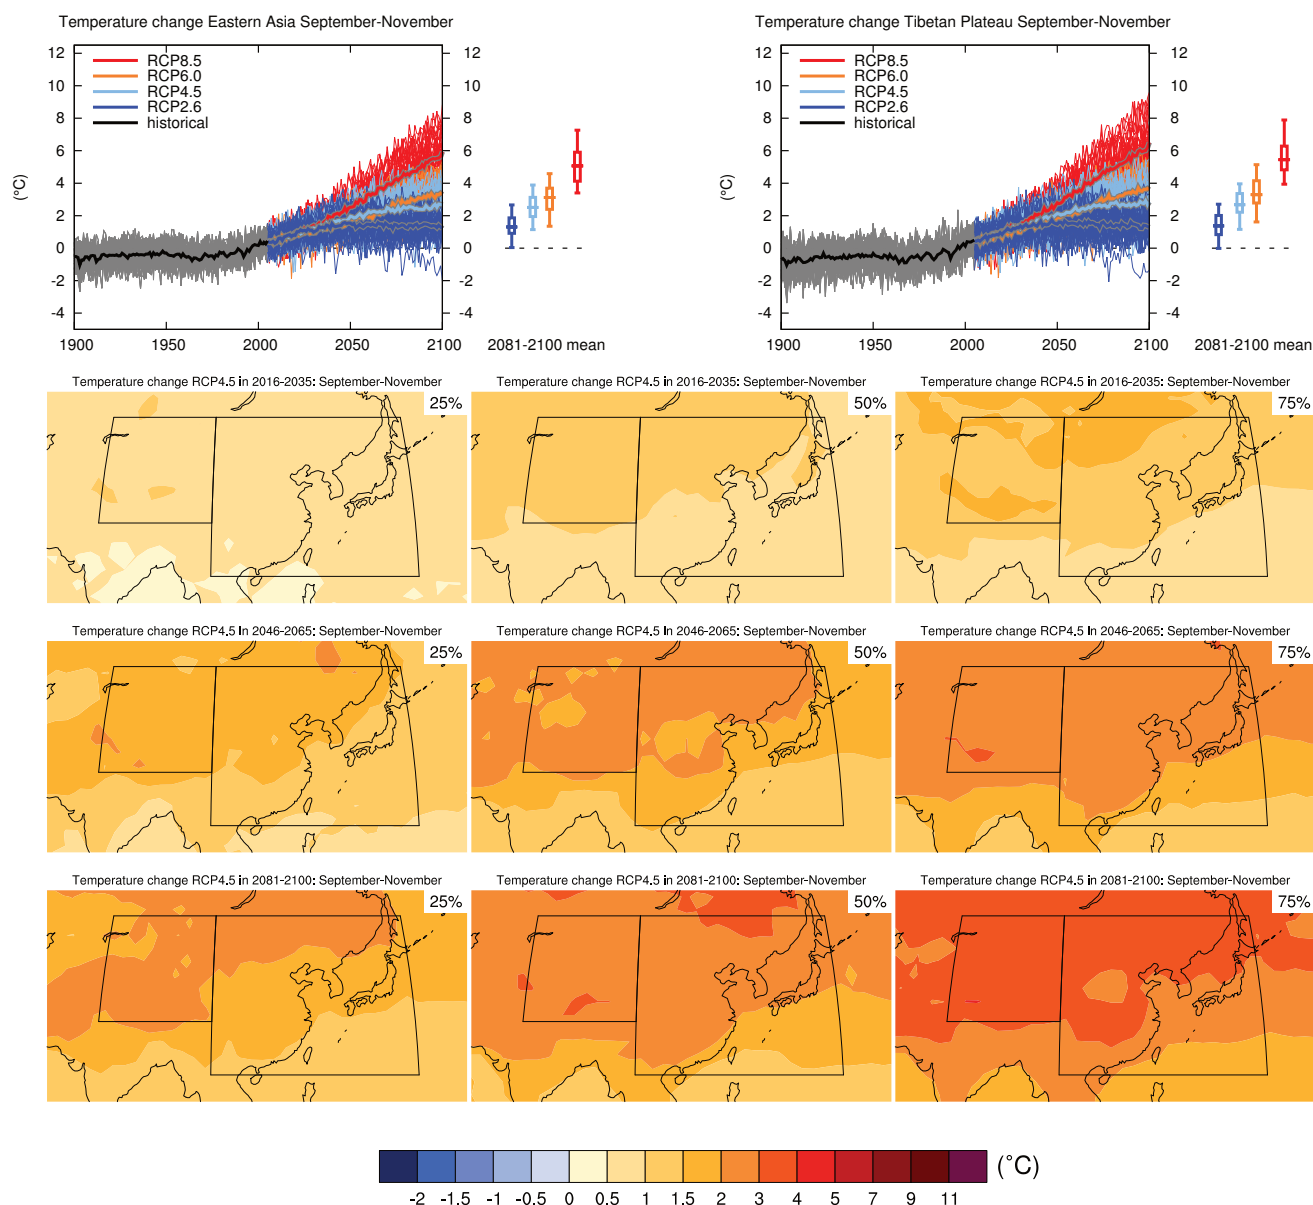 Temperature change Eastern Asia September-November
12
10
8
6
4
2
0
-2
-4
(°C)
RCP8.5
RCP6.0
RCP4.5
RCP2.6
historical
12
10
8
6
4
2
0
-2
-4
1900 1950 2000 2050 2100 2081-2100 mean
Temperature change Tibetan Plateau September-November
12
10
8
6
4
2
0
-2
-4
(°C)
RCP8.5
RCP6.0
RCP4.5
RCP2.6
historical
12
10
8
6
4
2
0
-2
-4
1900 1950 2000 2050 2100 2081-2100 mean
Temperature change RCP4.5 in 2016-2035: September-November
25%
Temperature change RCP4.5 in 2016-2035: September-November
50%
Temperature change RCP4.5 in 2016-2035: September-November
75%
Temperature change RCP4.5 in 2046-2065: September-November
25%
Temperature change RCP4.5 in 2046-2065: September-November
50%
Temperature change RCP4.5 in 2046-2065: September-November
75%
Temperature change RCP4.5 in 2081-2100: September-November
25%
Temperature change RCP4.5 in 2081-2100: September-November
50%
Temperature change RCP4.5 in 2081-2100: September-November
75%
(°C)
-2 -1.5 -1 -0.5 0 0.5 1 1.5 2 3 4 5 7 9 11